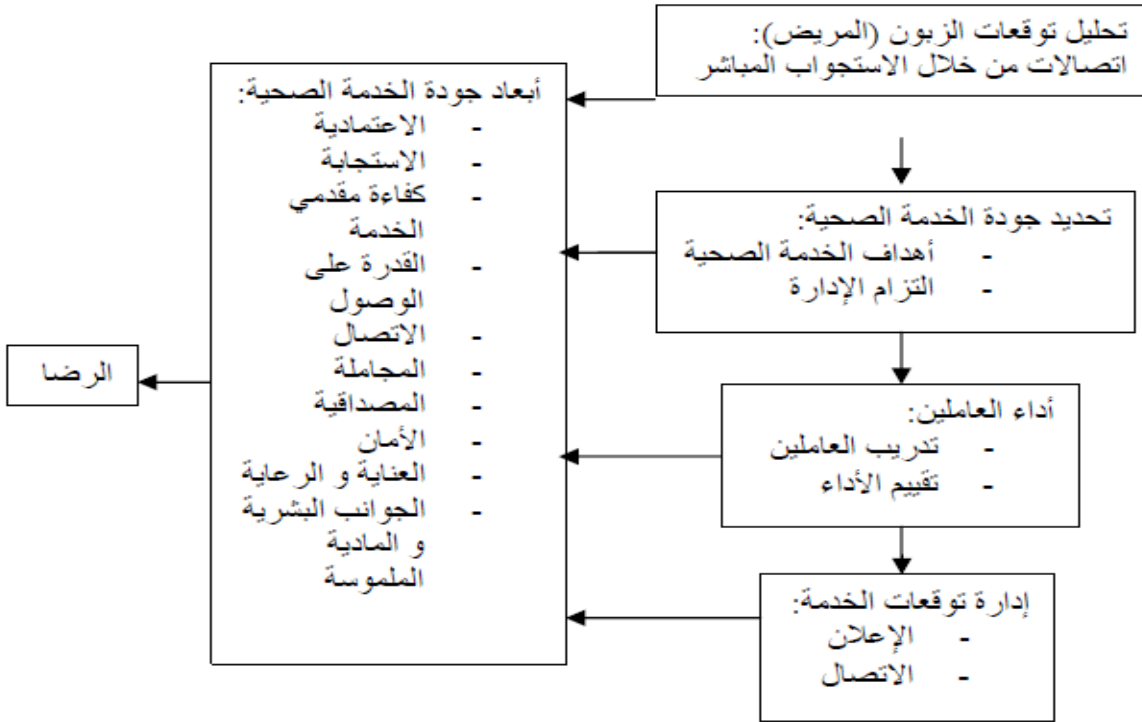 تحليل توقعات الزبون (المريض):
اتصالات من خلال الاستجواب المباشر
تحديد جودة الخدمة الصحية:
- أهداف الخدمة الصحية
- التزام الإدارة
أداء العاملين:
- تدريب العاملين
- تقييم الأداء
إدارة توقعات الخدمة:
- الإعلان
- الاتصال
أبعاد جودة الخدمة الصحية:
- الاعتمادية
- الاستجابة
- كفاءة مقدمي
الخدمة
- القدرة على
الوصول
- الاتصال
- المجاملة
- المصداقية
- الأمان
- العناية و الرعاية
- الجوانب البشرية
و المادية
الملموسة
الرضا